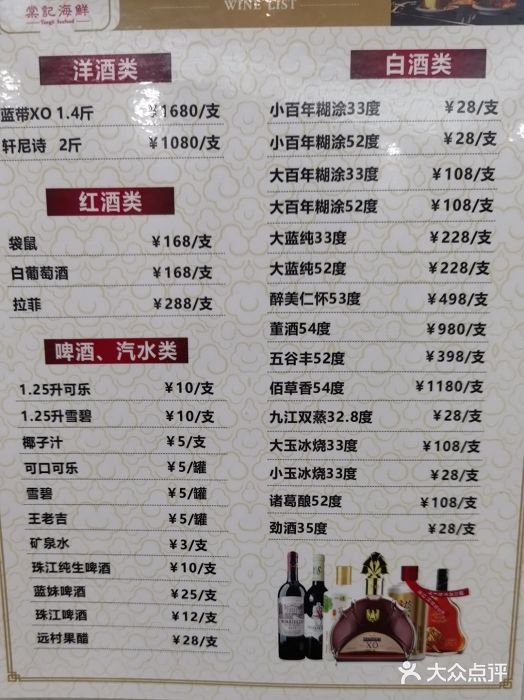 棠記海鮮
Tangji Seafood
WINE LIST
洋酒类
蓝带XO 1.4斤 ¥1680/支
轩尼诗 2斤 ¥1080/支
红酒类
袋鼠 ¥168/支
白葡萄酒 ¥168/支
拉菲 ¥288/支
啤酒、汽水类
1.25升可乐 ¥10/支
1.25升雪碧 ¥10/支
椰子汁 ¥5/支
可口可乐 ¥5/罐
雪碧 ¥5/罐
王老吉 ¥5/罐
矿泉水 ¥3/支
珠江纯生啤酒 ¥10/支
蓝妹啤酒 ¥25/支
珠江啤酒 ¥12/支
远村果醋 ¥28/支
白酒类
小百年糊涂33度 ¥28/支
小百年糊涂52度 ¥28/支
大百年糊涂33度 ¥108/支
大百年糊涂52度 ¥108/支
大蓝纯33度 ¥228/支
大蓝纯52度 ¥228/支
醉美仁怀53度 ¥498/支
董酒54度 ¥980/支
五谷丰52度 ¥398/支
佰草香54度 ¥1180/支
九江双蒸32.8度 ¥28/支
大玉冰烧33度 ¥108/支
小玉冰烧33度 ¥28/支
诸葛酿52度 ¥108/支
劲酒35度 ¥28/支
XO
大众点评